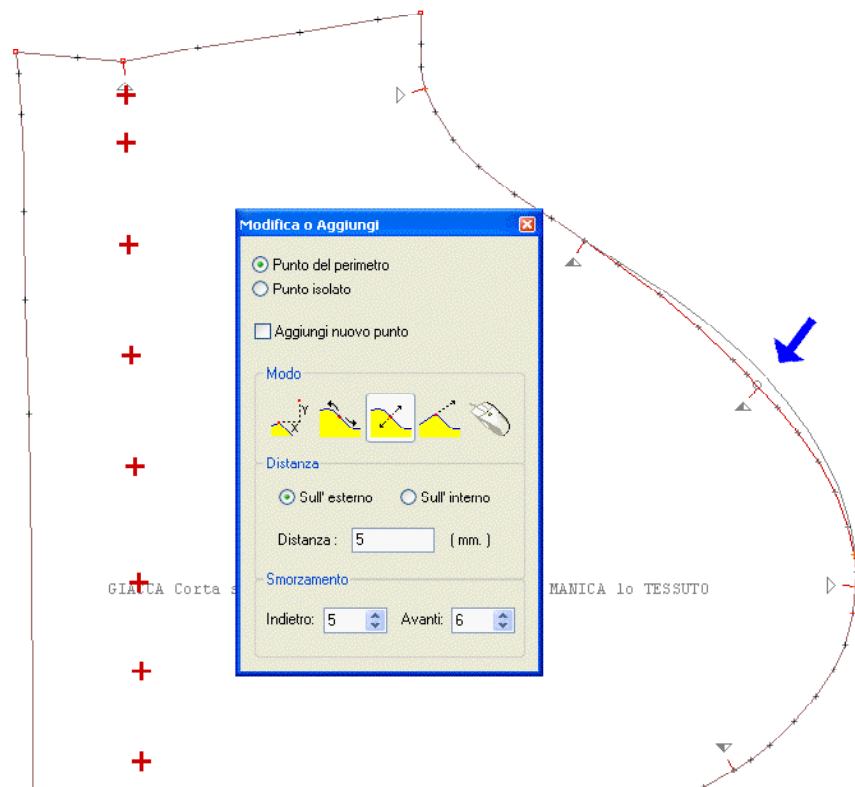 Modifica o Aggiungi
Punto del perimetro
Punto isolato
Aggiungi nuovo punto
Modo
Y
X
Distanza
Sull' esterno Sull' interno
Distanza : 5 ( mm. )
Smorzamento
GIACCA Corta s MANICA lo TESSUTO
Indietro: 5 Avanti: 6